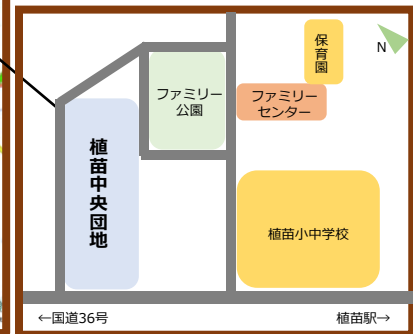 保育園
N
ファミリー
公園
ファミリー
センター
植苗中央団地
植苗小中学校
←国道36号
植苗駅→